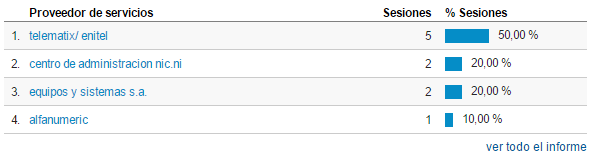 Proveedor de servicios Sesiones % Sesiones
1. telematix/ enitel 5 50,00 %
2. centro de administracion nic.ni 2 20,00 %
3. equipos y sistemas s.a. 2 20,00 %
4. alfanumeric 1 10,00 %
ver todo el informe